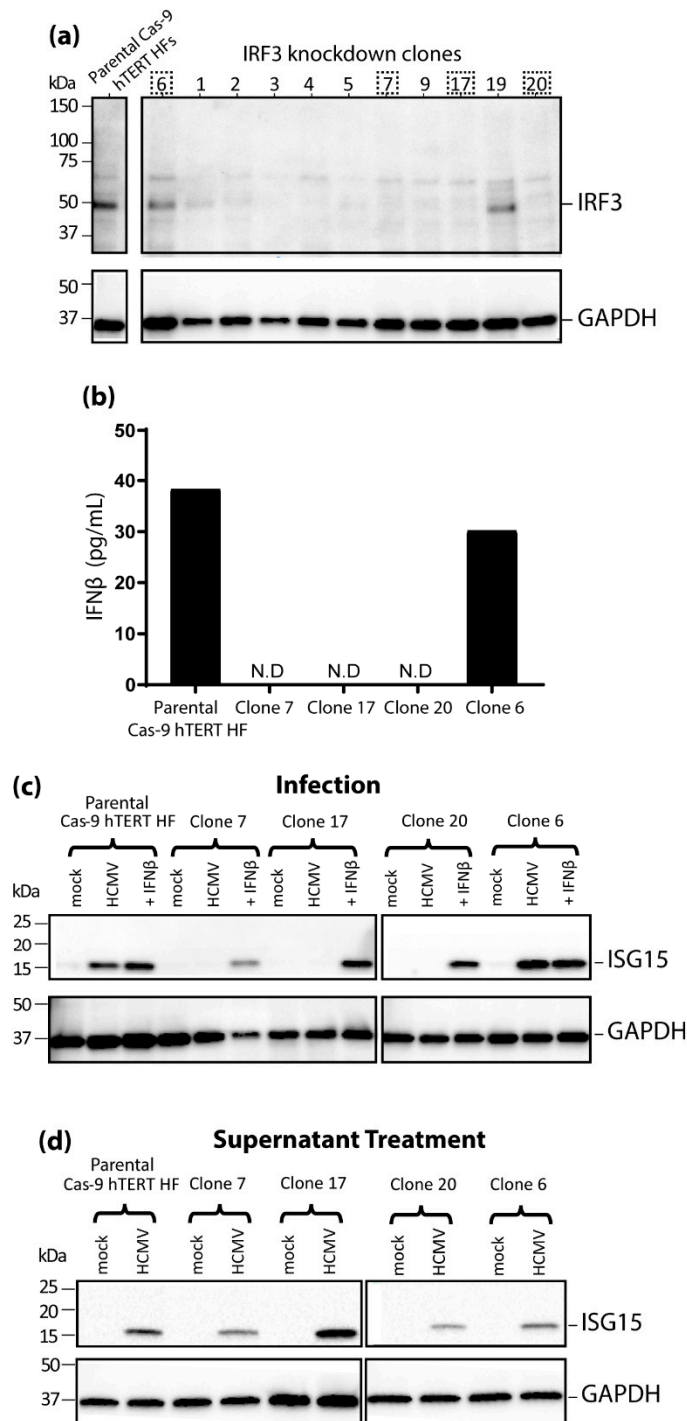 (a)
Parental Cas-9
hTERT HFs
IRF3 knockdown clones
kDa
6 1 2 3 4 5 7 9 17 19 20
150
100
75
50
37
IRF3
50
37
GAPDH
(b)
50
40
30
20
10
0
IFNβ (pg/mL)
N.D N.D N.D
Parental
Cas-9 hTERT HF
Clone 7 Clone 17 Clone 20 Clone 6
(c)
Infection
Parental
Cas-9 hTERT HF Clone 7 Clone 17 Clone 20 Clone 6
kDa
mock HCMV + IFNβ mock HCMV + IFNβ mock HCMV + IFNβ mock HCMV + IFNβ mock HCMV + IFNβ
25
20
15
ISG15
50
37
GAPDH
(d)
Supernatant Treatment
Parental
Cas-9 hTERT HF Clone 7 Clone 17 Clone 20 Clone 6
kDa
mock HCMV mock HCMV mock HCMV mock HCMV mock HCMV
25
20
15
ISG15
50
37
GAPDH